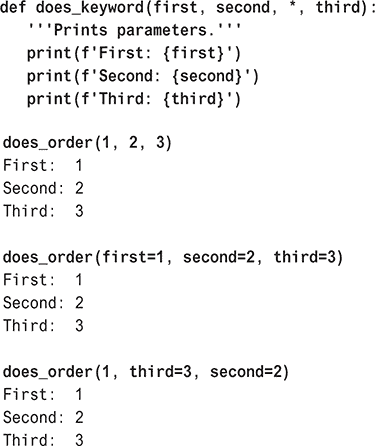 def does_keyword(first, second, *, third):
'''Prints parameters.'''
print(f'First: {first}')
print(f'Second: {second}')
print(f'Third: {third}')
does_order(1, 2, 3)
First: 1
Second: 2
Third: 3
does_order(first=1, second=2, third=3)
First: 1
Second: 2
Third: 3
does_order(1, third=3, second=2)
First: 1
Second: 2
Third: 3